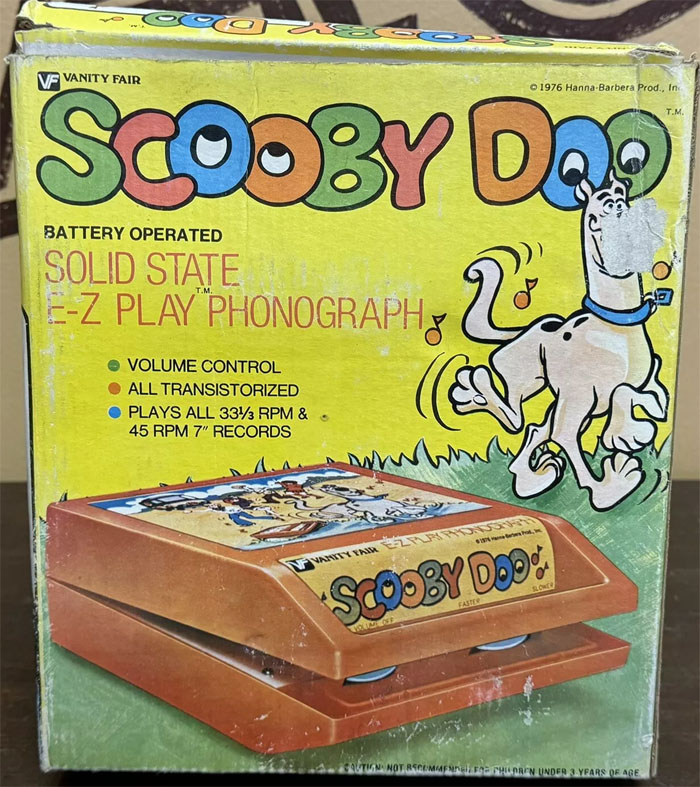 SCOOBY DOO
VF VANITY FAIR
© 1976 Hanna-Barbera Prod., In
T.M.
SCOOBY DOO
BATTERY OPERATED
SOLID STATE
T.M.
E-Z PLAY PHONOGRAPH
VOLUME CONTROL
ALL TRANSISTORIZED
PLAYS ALL 33⅓ RPM &
45 RPM 7" RECORDS
VF VANITY FAIR E-Z PLAY PHONOGRAPH
© 1976 Hanna-Barbera Prod., Inc.
SCOOBY DOO
VOLUME OFF FASTER SLOWER
CAUTION: NOT RECOMMENDED FOR CHILDREN UNDER 3 YEARS OF AGE